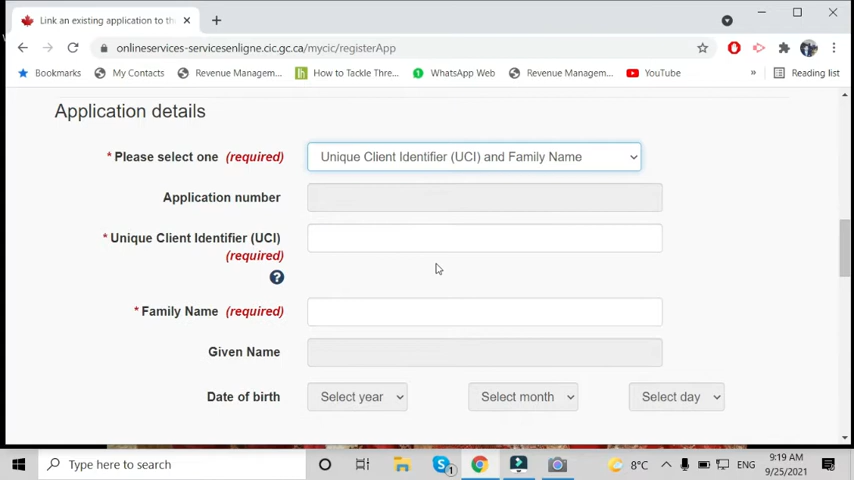 Link an existing application to th
onlineservices-servicesenligne.cic.gc.ca/mycic/registerApp
Bookmarks My Contacts Revenue Managem... How to Tackle Thre... WhatsApp Web Revenue Managem... YouTube » Reading list
Application details
* Please select one (required) Unique Client Identifier (UCI) and Family Name
Application number
* Unique Client Identifier (UCI)
(required)
?
* Family Name (required)
Given Name
Date of birth Select year Select month Select day
Type here to search 1 8°C ENG 9:19 AM
9/25/2021